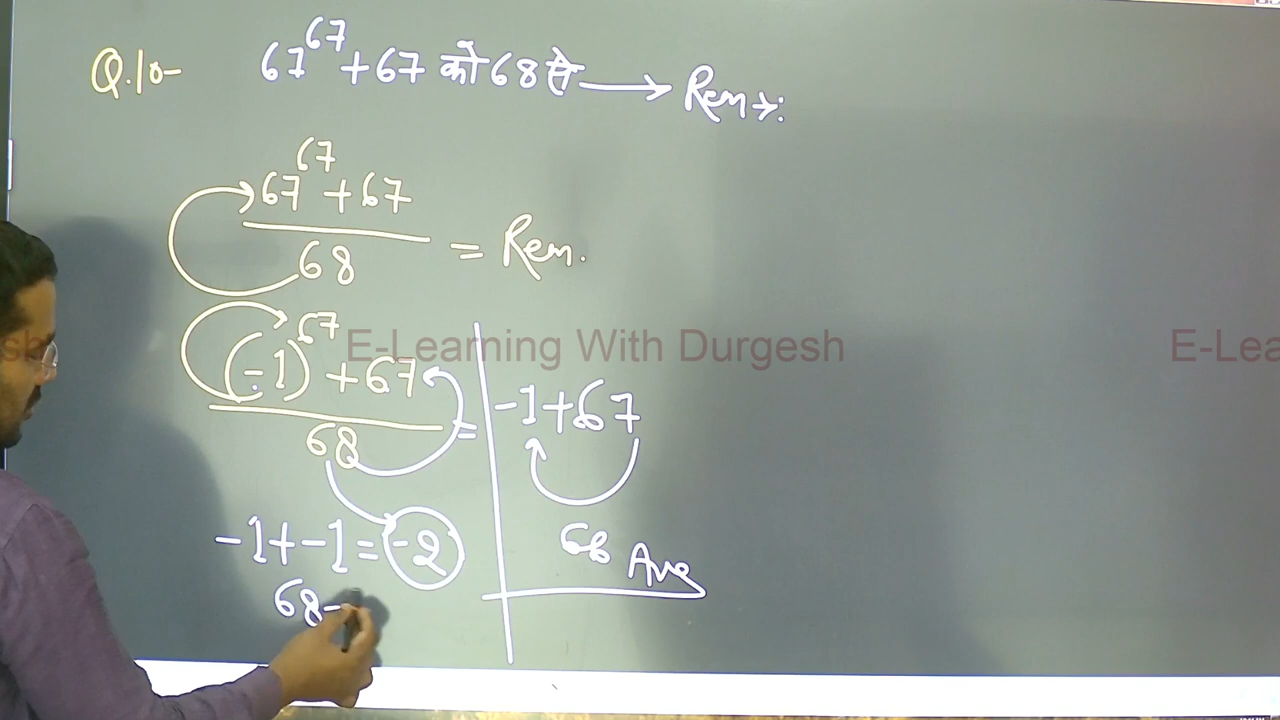 Q.10- 67^67 + 67 को 68 से → Rem →:
67^67 + 67
68
= Rem.
E-Learning With Durgesh
E-Lea
(-1)^67 + 67
68
=
-1+67
-1+-1=-2
68-
Ans